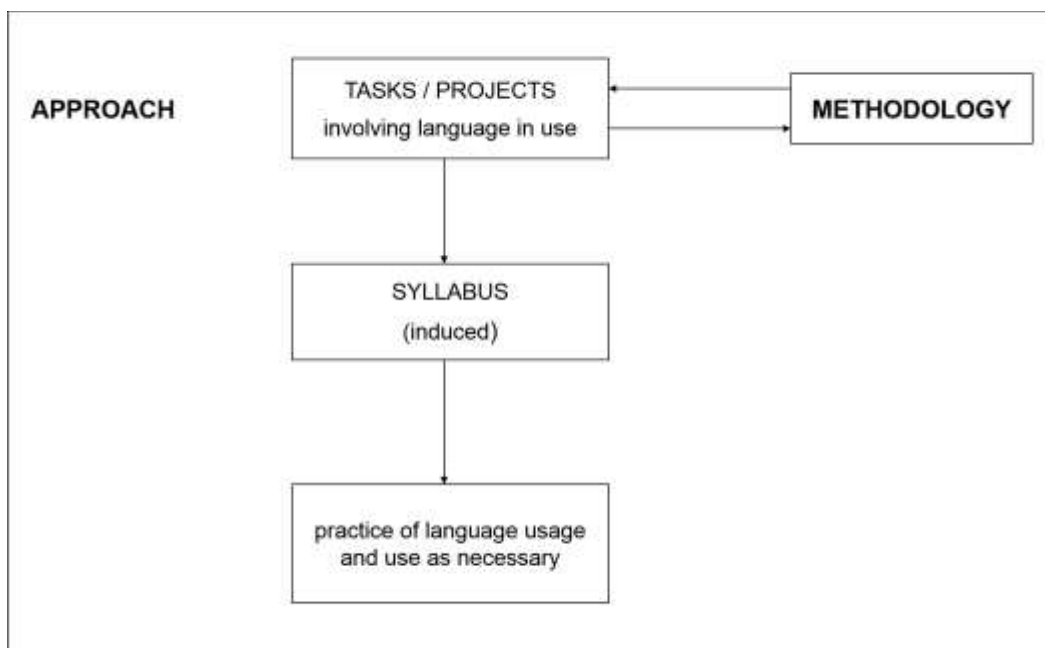 APPROACH
TASKS / PROJECTS
involving language in use
METHODOLOGY
SYLLABUS
(induced)
practice of language usage
and use as necessary